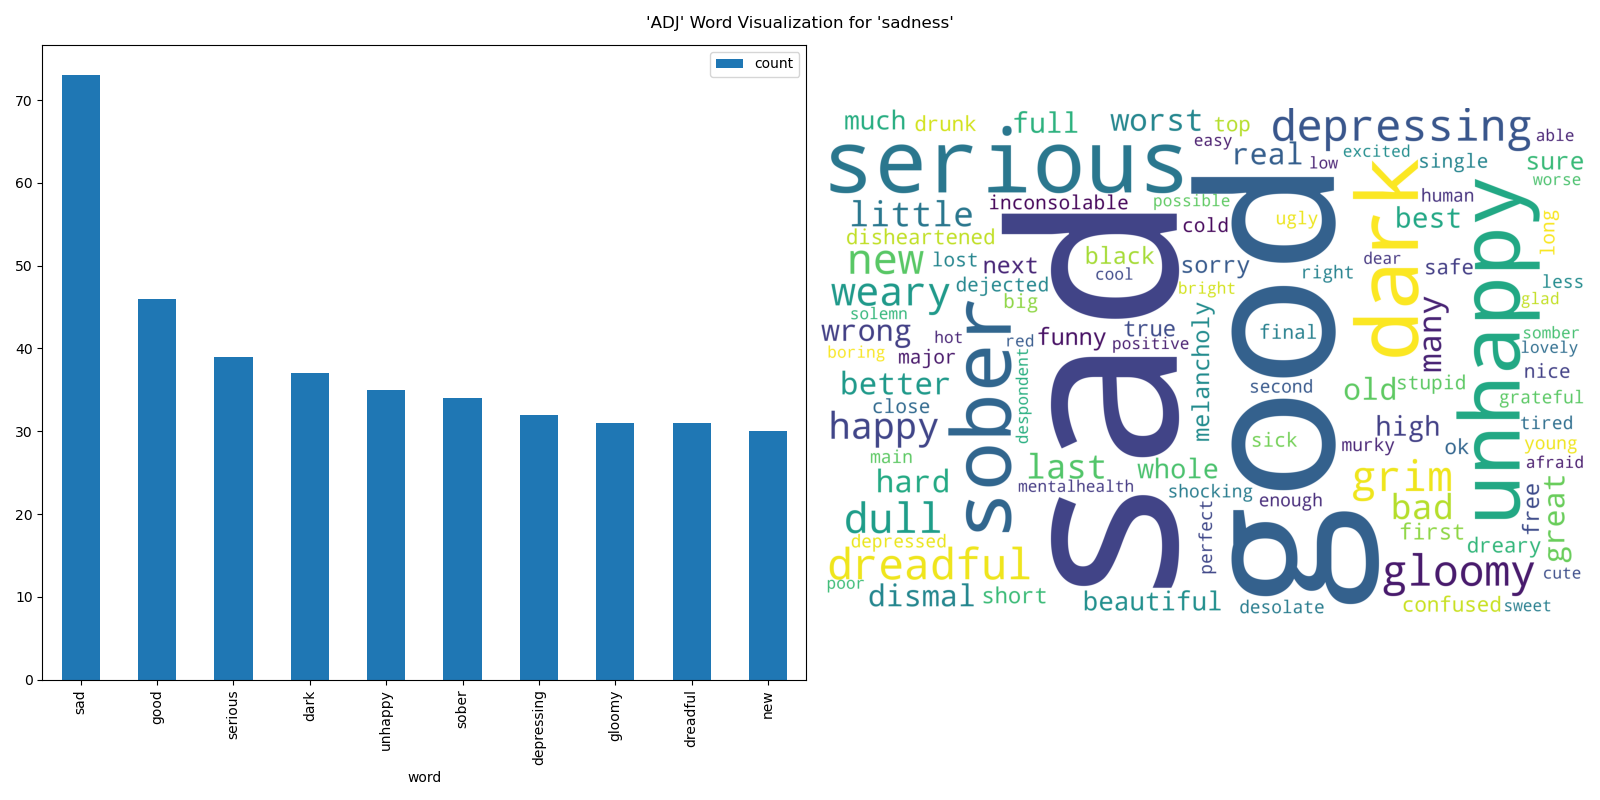 'ADJ' Word Visualization for 'sadness'
count
70
60
50
40
30
20
10
0
sad
good
serious
dark
unhappy
sober
depressing
gloomy
dreadful
new
word
much
drunk
full
worst
top
depressing
able
easy
serious
real
low
excited
single
sure
worse
human
inconsolable
possible
little
cold
ugly
best
long
disheartened
dark
unhappy
sad
good
black
new
lost
next
cool
sorry
right
dear
safe
less
dejected
bright
weary
big
glad
solemn
many
wrong
hot
sober
red
funny
true
positive
final
somber
lovely
boring
major
melancholy
nice
better
despondent
second
old
stupid
grateful
close
happy
high
tired
sick
murky
ok
young
main
last
whole
afraid
hard
mentalhealth
shocking
enough
grim
free
great
dull
perfect
bad
first
depressed
dreary
dreadful
gloomy
cute
poor
dismal
short
beautiful
desolate
confused
sweet